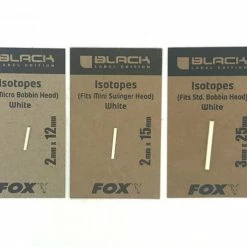 BLACK
LABEL EDITION
Isotopes
Micro Bobbin Head)
White
2mm x 12mm
FOX
BLACK
LABEL EDITION
Isotopes
(Fits Mini Swinger Head)
White
2mm x 15mm
FOX
BLACK
LABEL EDITION
Isotopes
(Fits Std. Bobbin Head)
White
3mm x 25mm
FOX